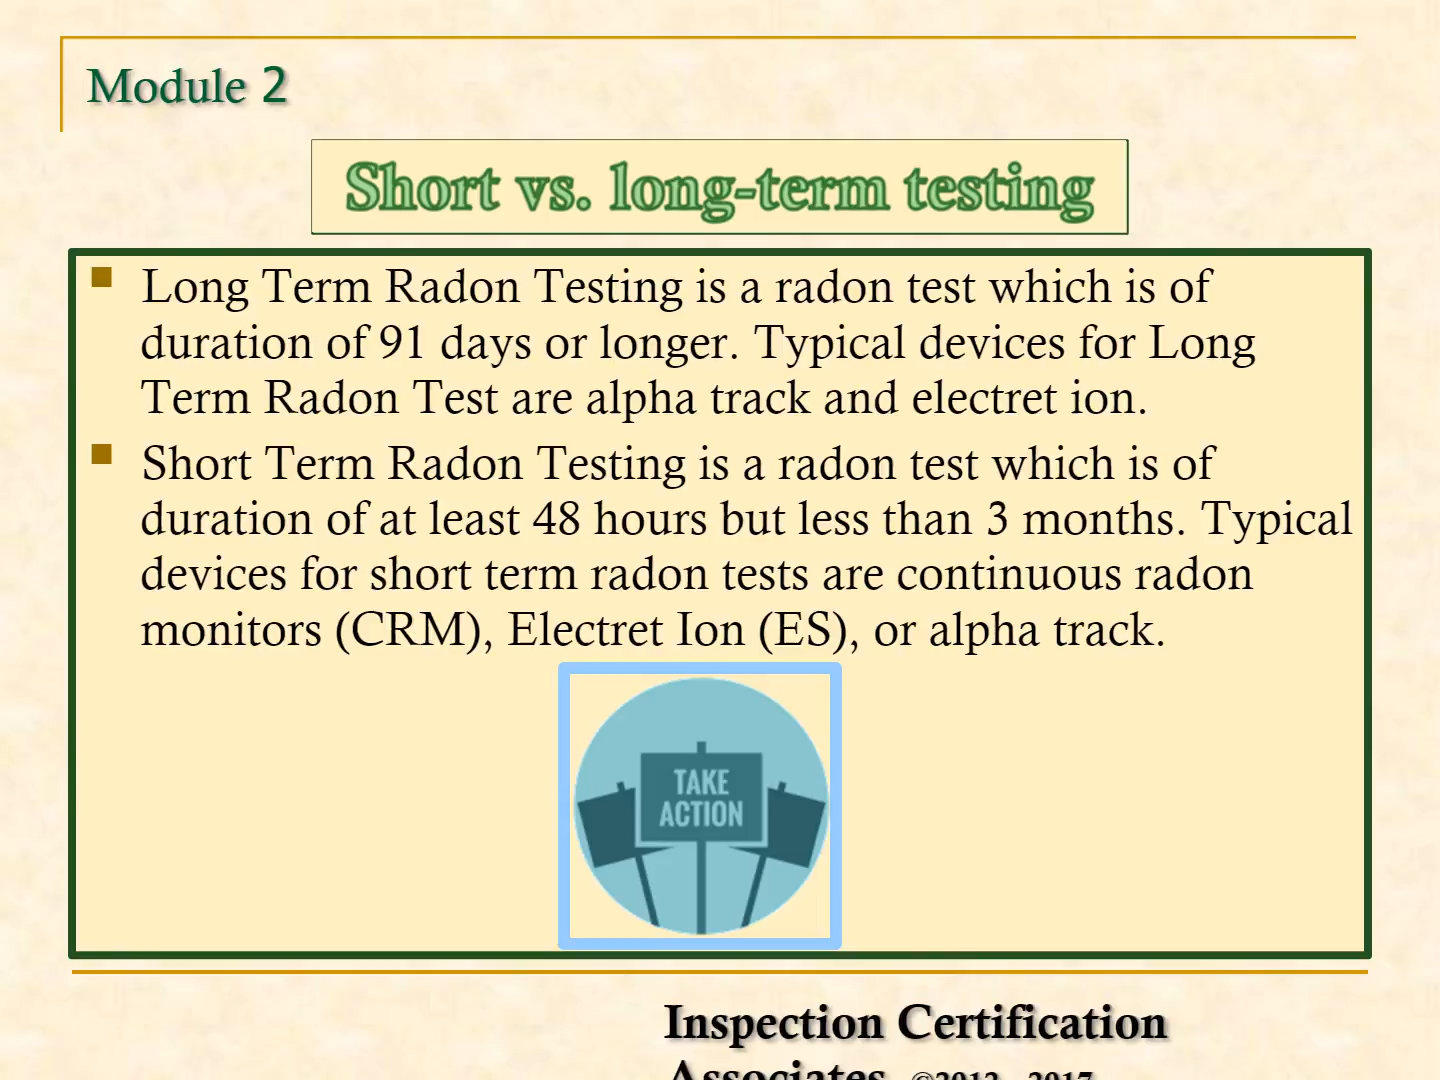 Module 2
Short vs. long-term testing
Long Term Radon Testing is a radon test which is of
duration of 91 days or longer. Typical devices for Long
Term Radon Test are alpha track and electret ion.
Short Term Radon Testing is a radon test which is of
duration of at least 48 hours but less than 3 months. Typical
devices for short term radon tests are continuous radon
monitors (CRM), Electret Ion (ES), or alpha track.
TAKE
ACTION
Inspection Certification
Associates ©2012 - 2017